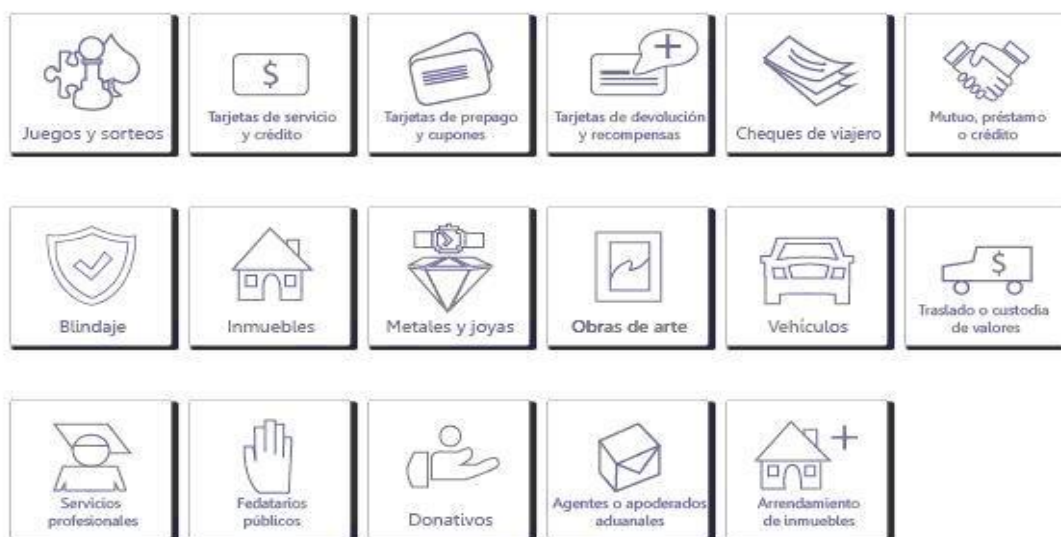 Juegos y sorteos
Tarjetas de servicio
y crédito
Tarjetas de prepago
y cupones
Tarjetas de devolución
y recompensas
Cheques de viajero
Mutuo, préstamo
o crédito
Blindaje
Inmuebles
Metales y joyas
Obras de arte
Vehículos
Traslado o custodia
de valores
Servicios
profesionales
Fedatarios
públicos
Donativos
Agentes o apoderados
aduanales
Arrendamiento
de inmuebles